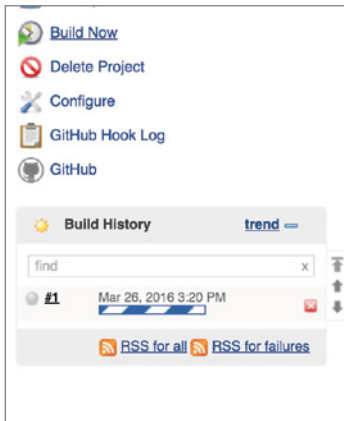 Build Now
Delete Project
Configure
GitHub Hook Log
GitHub
Build History trend
find x
#1 Mar 26, 2016 3:20 PM
RSS for all RSS for failures